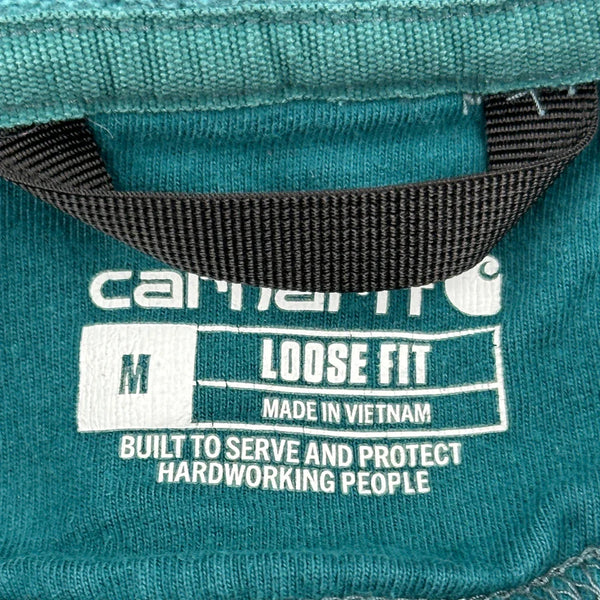 carhartt
M
LOOSE FIT
MADE IN VIETNAM
BUILT TO SERVE AND PROTECT
HARDWORKING PEOPLE